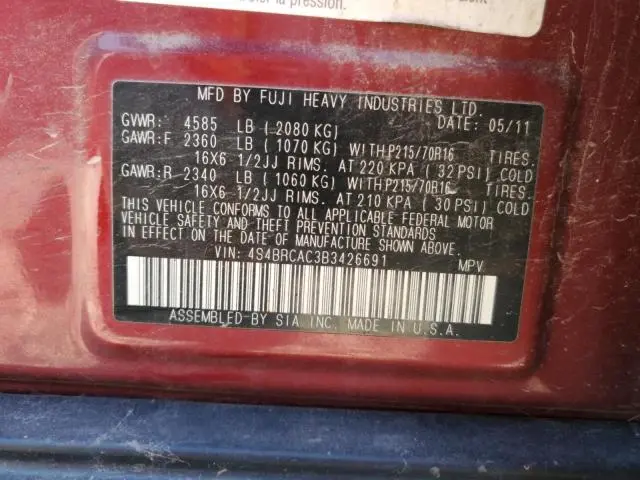 la pression.
MFD BY FUJI HEAVY INDUSTRIES LTD
GVWR: 4585 LB ( 2080 KG) DATE: 05/11
GAWR:F 2360 LB ( 1070 KG) WITH P215/70R16 TIRES.
16X6 1/2JJ RIMS. AT 220 KPA ( 32 PSI) COLD
GAWR:R 2340 LB ( 1060 KG) WITH P215/70R16 TIRES.
16X6 1/2JJ RIMS. AT 210 KPA ( 30 PSI) COLD
THIS VEHICLE CONFORMS TO ALL APPLICABLE FEDERAL MOTOR
VEHICLE SAFETY AND THEFT PREVENTION STANDARDS
IN EFFECT ON THE DATE OF MANUFACTURE SHOWN ABOVE.
VIN: 4S4BRCAC3B3426691 MPV
ASSEMBLED BY SIA INC. MADE IN U.S.A.